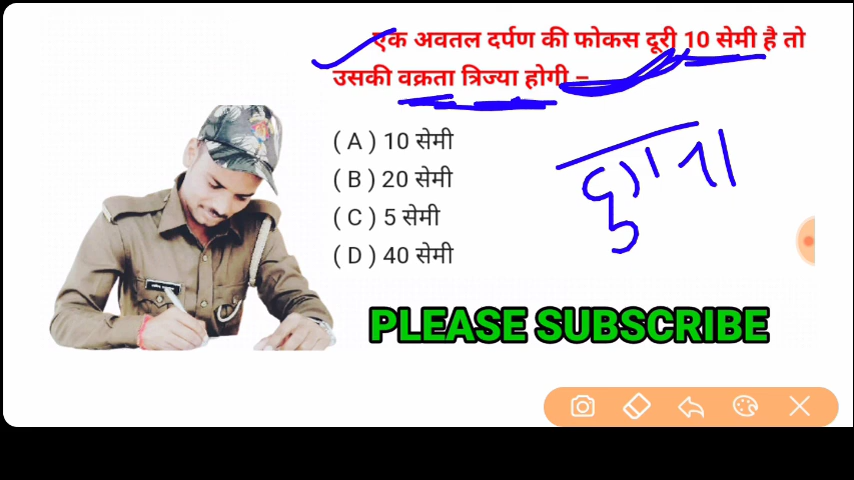 एक अवतल दर्पण की फोकस दूरी 10 सेमी है तो
उसकी वक्रता त्रिज्या होगी –
( A ) 10 सेमी
( B ) 20 सेमी
( C ) 5 सेमी
( D ) 40 सेमी
PLEASE SUBSCRIBE